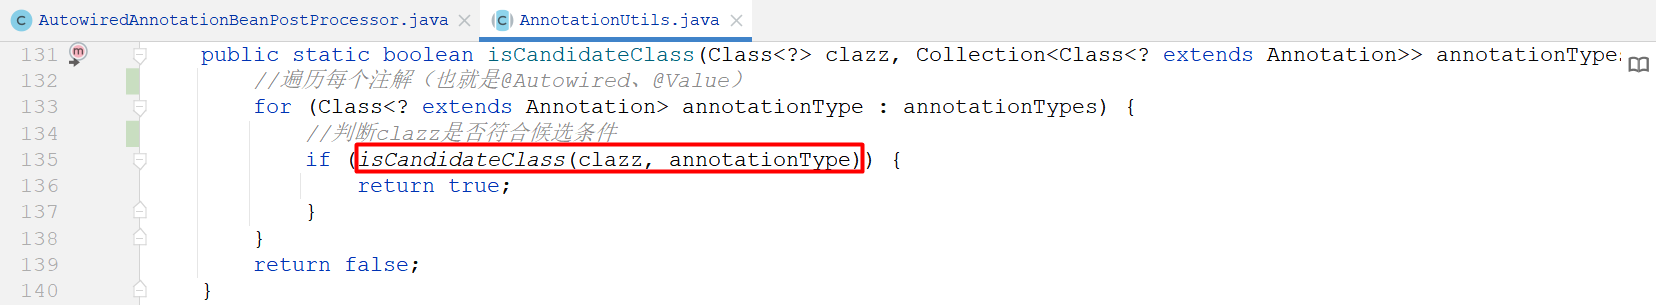 AutowiredAnnotationBeanPostProcessor.java AnnotationUtils.java
131 public static boolean isCandidateClass(Class<?> clazz, Collection<Class<? extends Annotation>> annotationTypes
132 //遍历每个注解（也就是@Autowired、@Value）
133 for (Class<? extends Annotation> annotationType : annotationTypes) {
134 //判断clazz是否符合候选条件
135 if (isCandidateClass(clazz, annotationType)) {
136 return true;
137 }
138 }
139 return false;
140 }